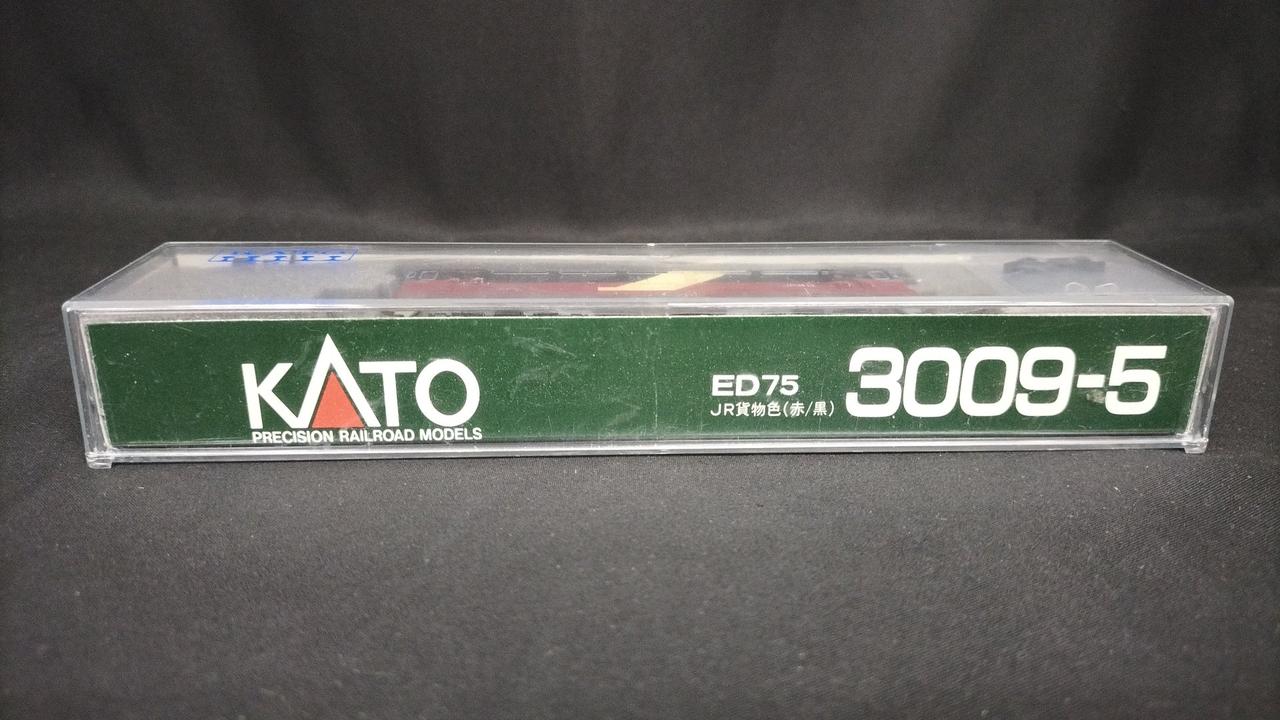 KATO
PRECISION RAILROAD MODELS
ED75
JR貨物色(赤/黒)
3009-5